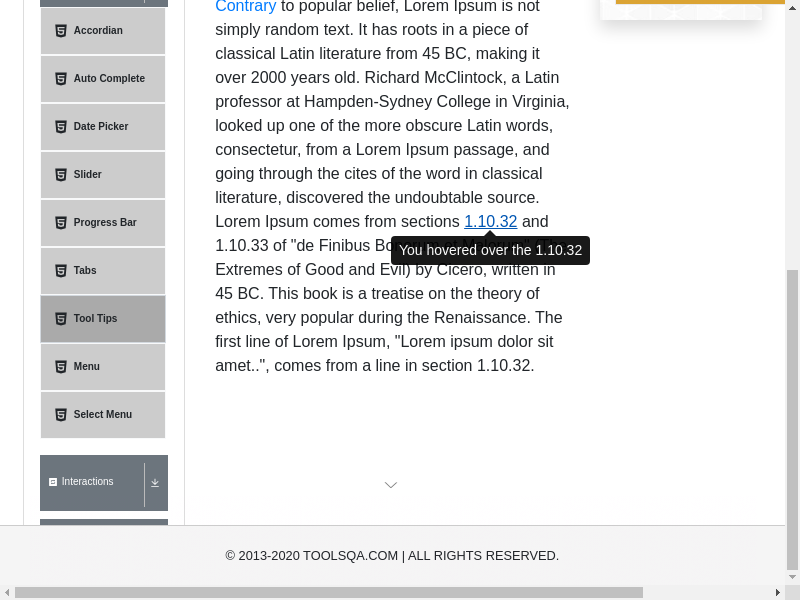 Accordian
Auto Complete
Date Picker
Slider
Progress Bar
Tabs
Tool Tips
Menu
Select Menu
Interactions
Contrary to popular belief, Lorem Ipsum is not
simply random text. It has roots in a piece of
classical Latin literature from 45 BC, making it
over 2000 years old. Richard McClintock, a Latin
professor at Hampden-Sydney College in Virginia,
looked up one of the more obscure Latin words,
consectetur, from a Lorem Ipsum passage, and
going through the cites of the word in classical
literature, discovered the undoubtable source.
Lorem Ipsum comes from sections 1.10.32 and
1.10.33 of "de Finibus
You hovered over the 1.10.32
Extremes of Good and Evil) by Cicero, written in
45 BC. This book is a treatise on the theory of
ethics, very popular during the Renaissance. The
first line of Lorem Ipsum, "Lorem ipsum dolor sit
amet..", comes from a line in section 1.10.32.
© 2013-2020 TOOLSQA.COM | ALL RIGHTS RESERVED.